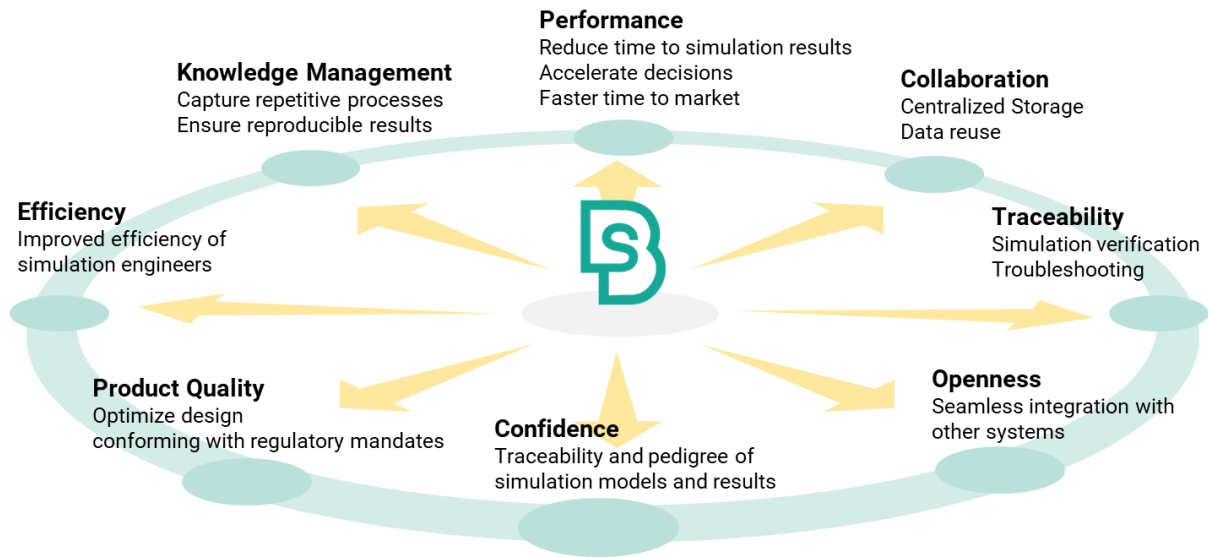 Performance
Reduce time to simulation results
Accelerate decisions
Faster time to market
Knowledge Management
Capture repetitive processes
Ensure reproducible results
Collaboration
Centralized Storage
Data reuse
Efficiency
Improved efficiency of
simulation engineers
Traceability
Simulation verification
Troubleshooting
Product Quality
Optimize design
conforming with regulatory mandates
Confidence
Traceability and pedigree of
simulation models and results
Openness
Seamless integration with
other systems